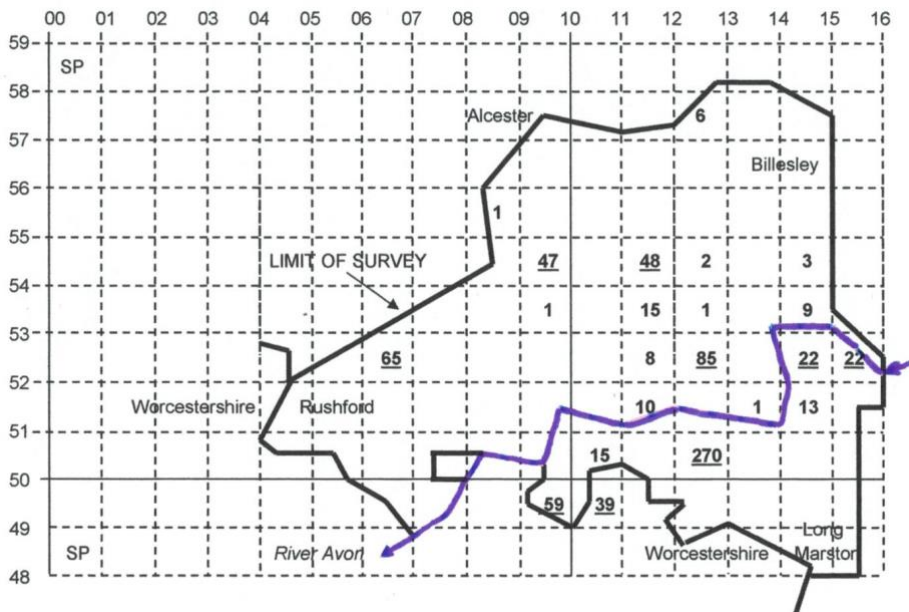 00 01 02 03 04 05 06 07 08 09 10 11 12 13 14 15 16
59
SP
58
Alcester 6
57
Billesley
56
1
55
LIMIT OF SURVEY 47 48 2 3
54
1 15 1 9
53
65 8 85 22 22
52
Worcestershire Rushford 10 1 13
51
15 270
50
59 39
49
Long
SP River Avon Worcestershire Marston
48